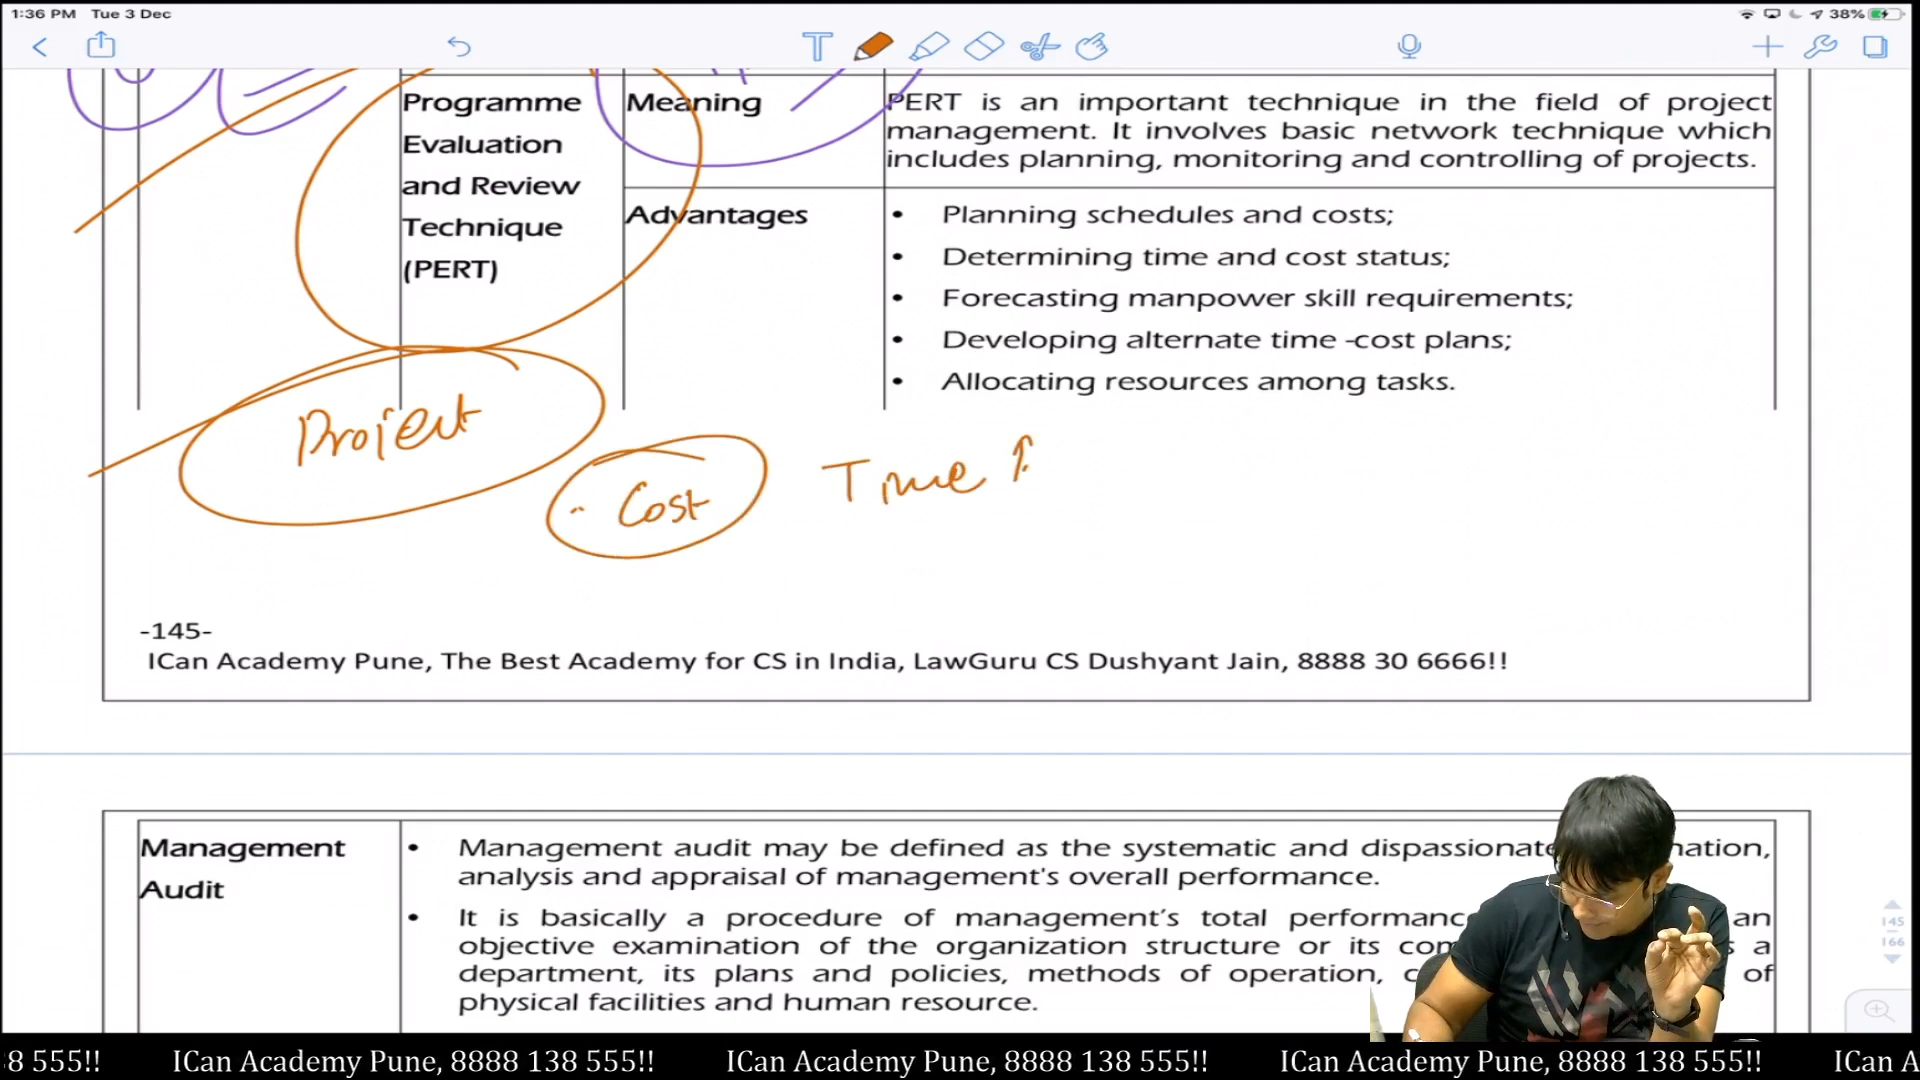 1:36 PM Tue 3 Dec
38%
T
Programme
Evaluation
and Review
Technique
(PERT)
Meaning
PERT is an important technique in the field of project
management. It involves basic network technique which
includes planning, monitoring and controlling of projects.
Advantages
• Planning schedules and costs;
• Determining time and cost status;
• Forecasting manpower skill requirements;
• Developing alternate time -cost plans;
• Allocating resources among tasks.
Project
Cost
Time
-145-
ICan Academy Pune, The Best Academy for CS in India, LawGuru CS Dushyant Jain, 8888 30 6666!!
Management
Audit
• Management audit may be defined as the systematic and
analysis and appraisal of management's overall performance.
• It is basically a procedure of management's total an
objective examination of the organization structure or its a
department, its plans and policies, methods of operation, of
physical facilities and human resource.
145
166
8 555!! ICan Academy Pune, 8888 138 555!! ICan Academy Pune, 8888 138 555!! ICan Academy Pune, 8888 138 555!! ICan A